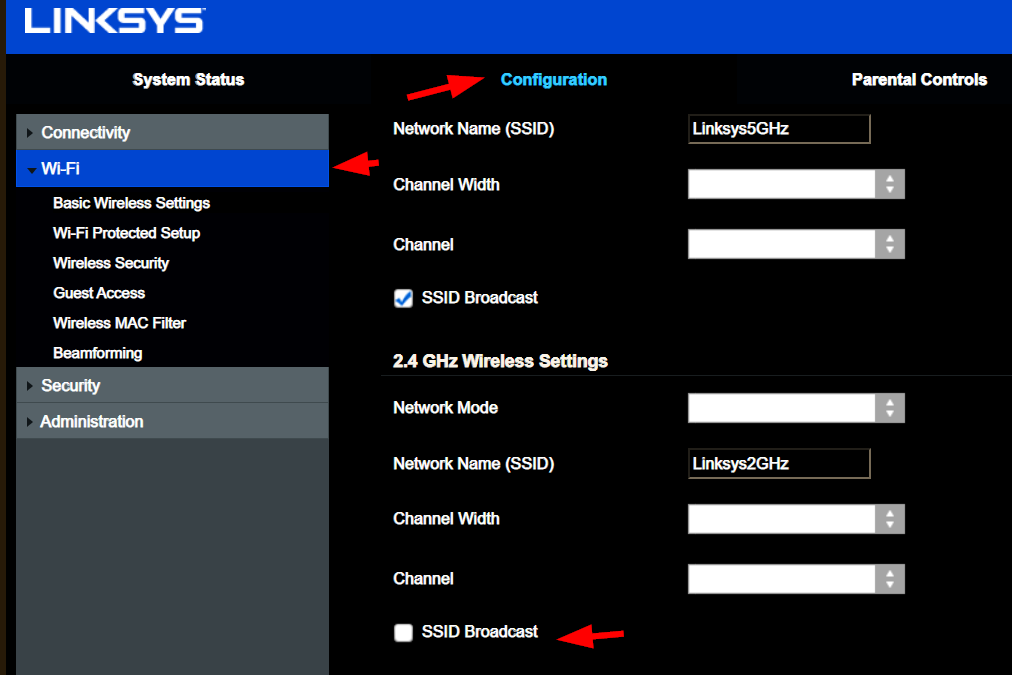 LINKSYS
System Status
Configuration
Parental Controls
Connectivity
Wi-Fi
Basic Wireless Settings
Wi-Fi Protected Setup
Wireless Security
Guest Access
Wireless MAC Filter
Beamforming
Security
Administration
Network Name (SSID) Linksys5GHz
Channel Width
Channel
SSID Broadcast
2.4 GHz Wireless Settings
Network Mode
Network Name (SSID) Linksys2GHz
Channel Width
Channel
SSID Broadcast